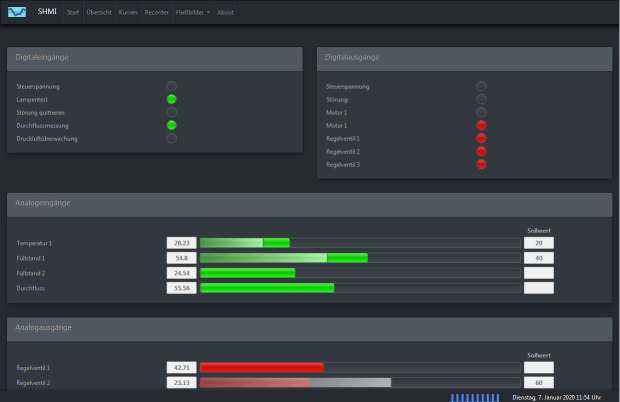 SHMI Start Übersicht Kurven Recorder Fließbilder About
Digitaleingänge
Steuerspannung
Lampentest
Störung quittieren
Durchflussmessung
Druckluftüberwachung
Digitalausgänge
Steuerspannung
Störung
Motor 1
Motor 1
Regelventil 1
Regelventil 2
Regelventil 3
Analogeingänge
Sollwert
Temperatur 1 28.23 20
Füllstand 1 54.8 40
Füllstand 2 24.54
Durchfluss 55.56
Analogausgänge
Sollwert
Regelventil 1 42.71
Regelventil 2 23.13 60
Dienstag, 7. Januar 2020 11:54 Uhr